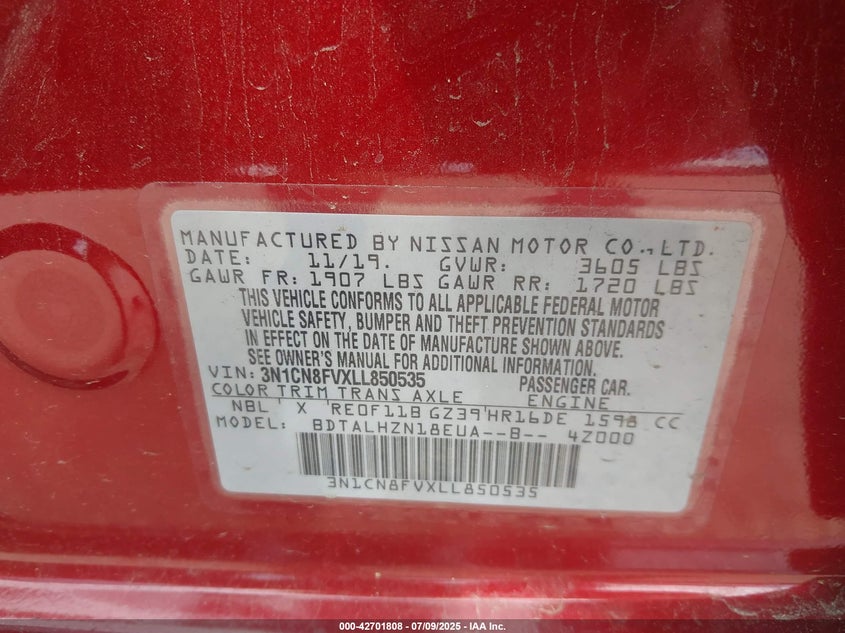 MANUFACTURED BY NISSAN MOTOR CO., LTD.
DATE: 11/19. GVWR: 3605 LBS
GAWR FR: 1907 LBS GAWR RR: 1720 LBS
THIS VEHICLE CONFORMS TO ALL APPLICABLE FEDERAL MOTOR
VEHICLE SAFETY, BUMPER AND THEFT PREVENTION STANDARDS
IN EFFECT ON THE DATE OF MANUFACTURE SHOWN ABOVE.
SEE OWNER'S MANUAL FOR ADDITIONAL INFORMATION.
VIN: 3N1CN8FVXLL850535 PASSENGER CAR.
COLOR TRIM TRANS AXLE ENGINE
NBL X RE0F11B GZ39 HR16DE 1598 CC
MODEL: BDTALHZN18EUA--B-- 4Z000
3N1CN8FVXLL850535
000-42701808 - 07/09/2025 - IAA Inc.